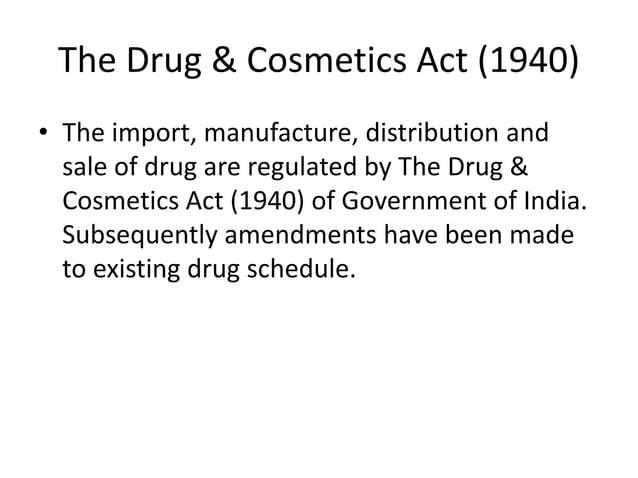 The Drug & Cosmetics Act (1940)
• The import, manufacture, distribution and
sale of drug are regulated by The Drug &
Cosmetics Act (1940) of Government of India.
Subsequently amendments have been made
to existing drug schedule.